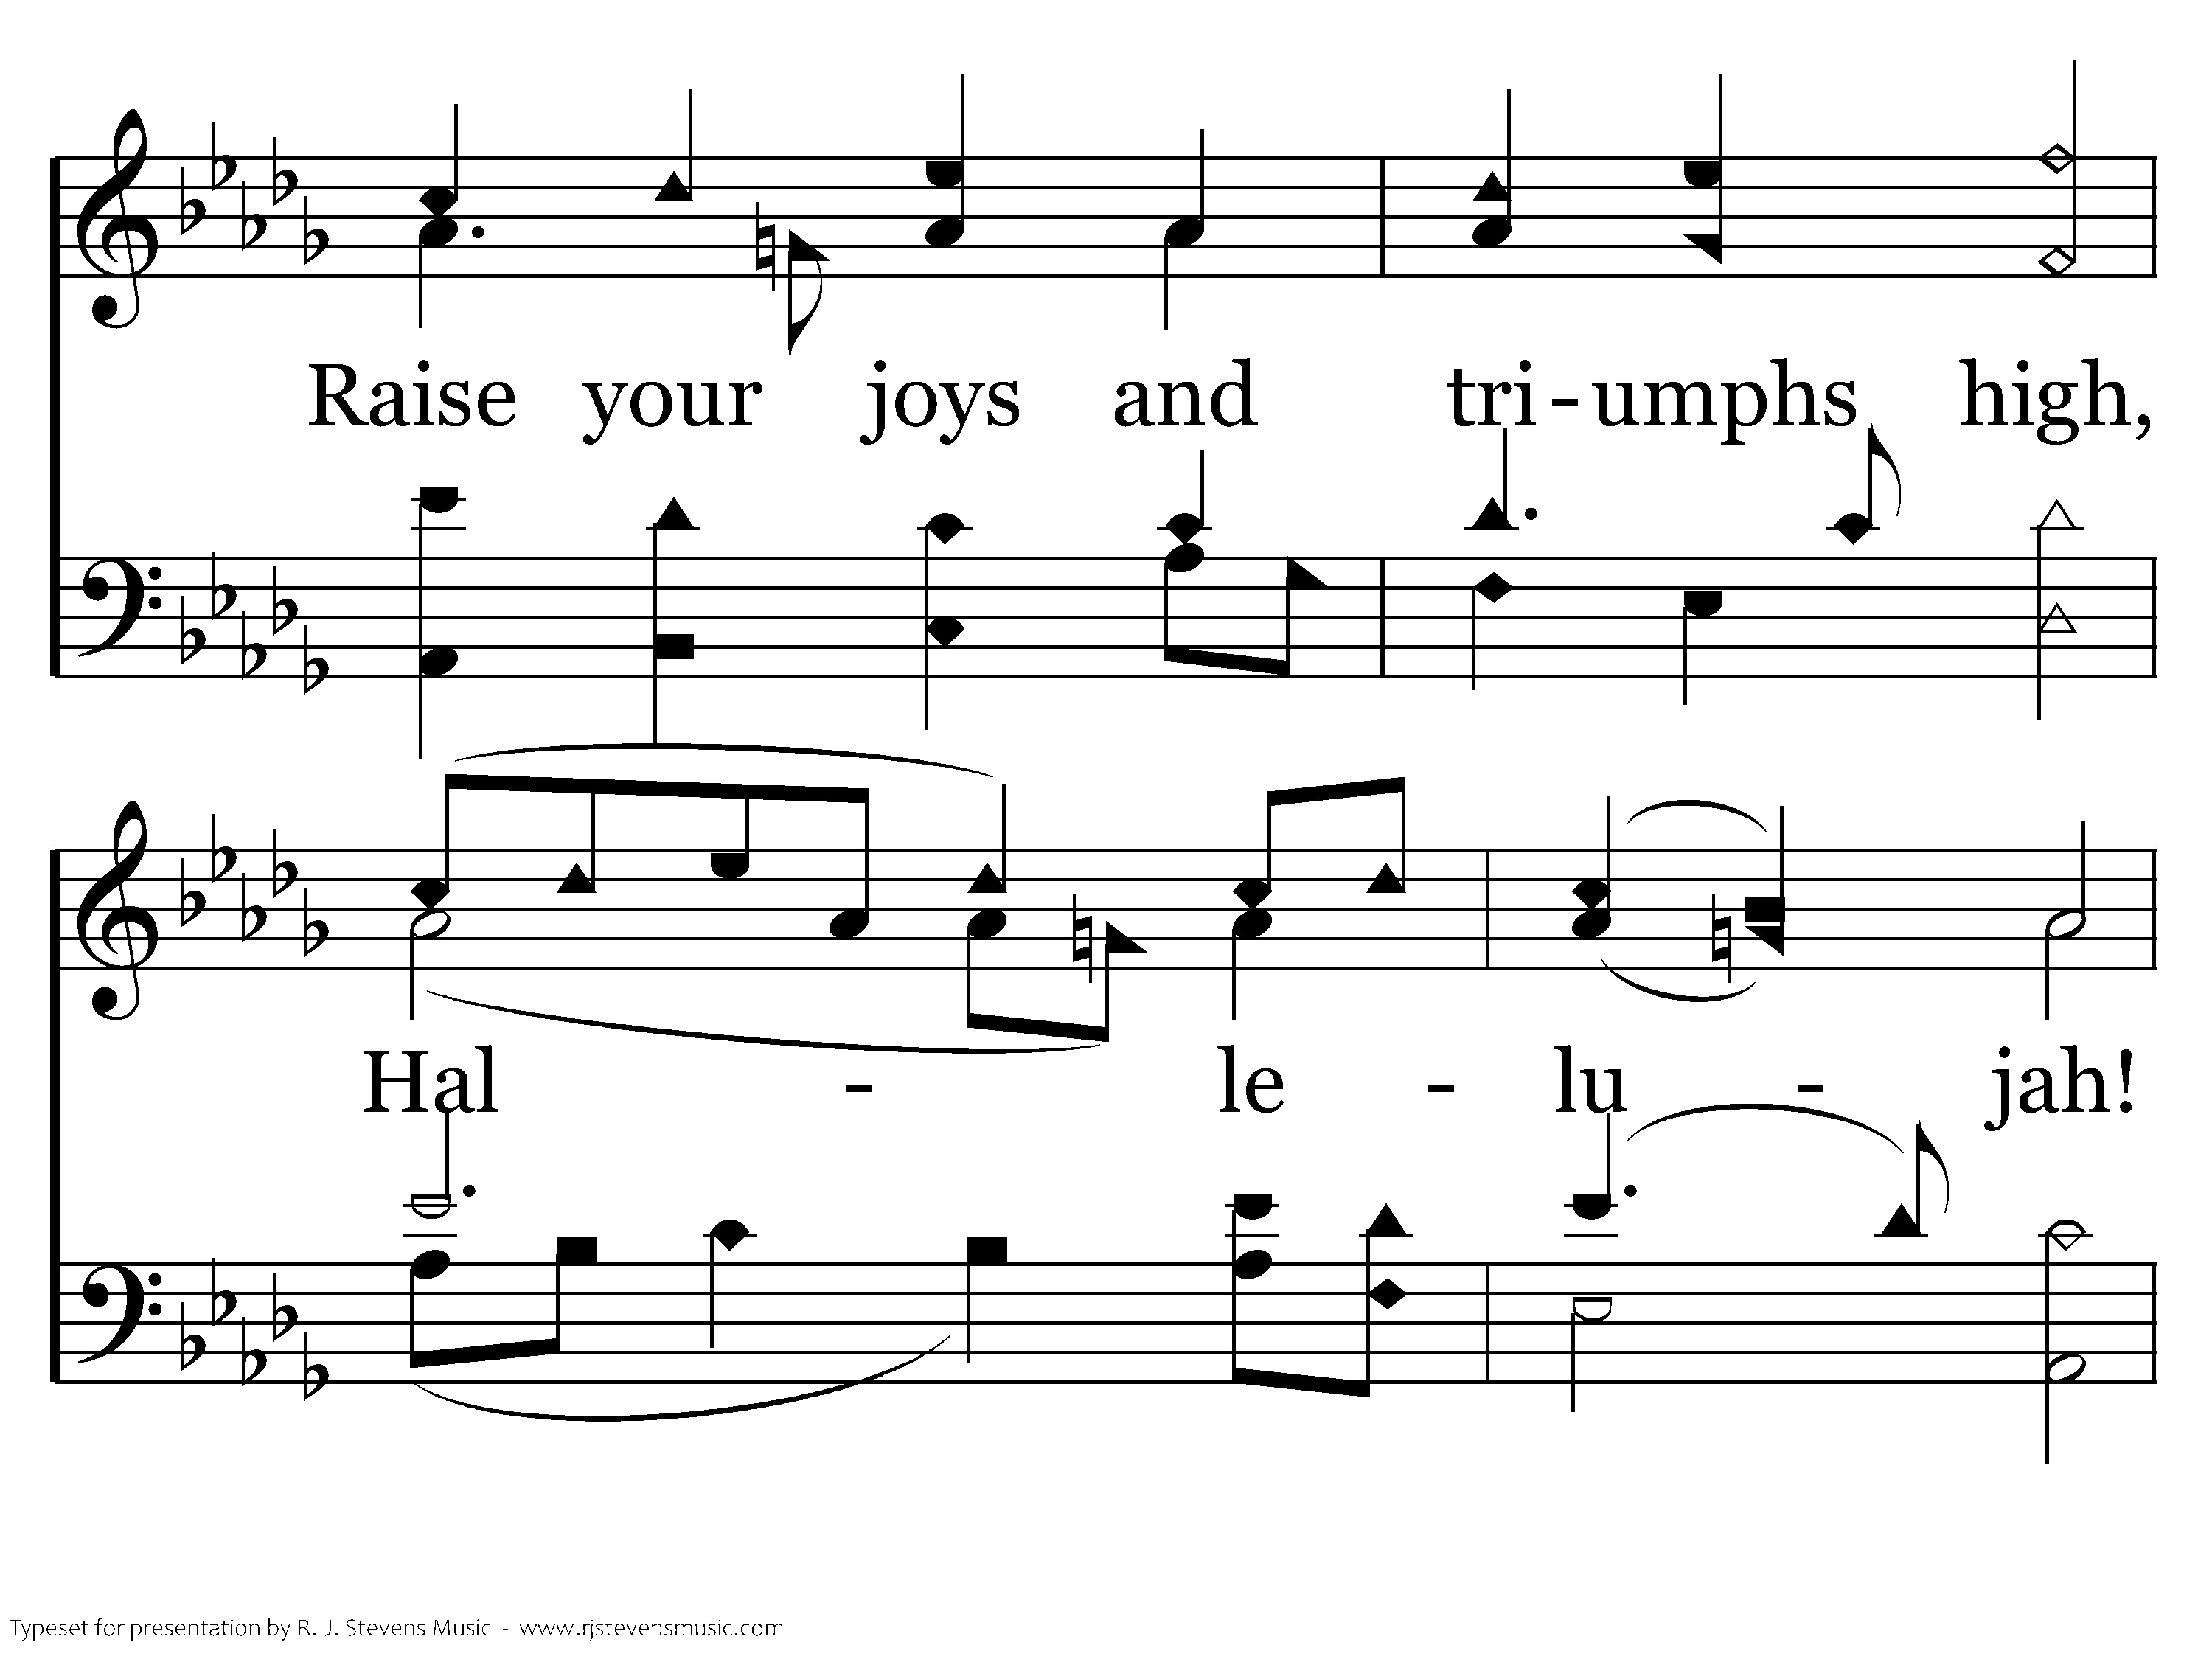 Raise your joys and tri-umphs high,
Hal - le - lu - jah!
Typeset for presentation by R. J. Stevens Music - www.rjstevensmusic.com